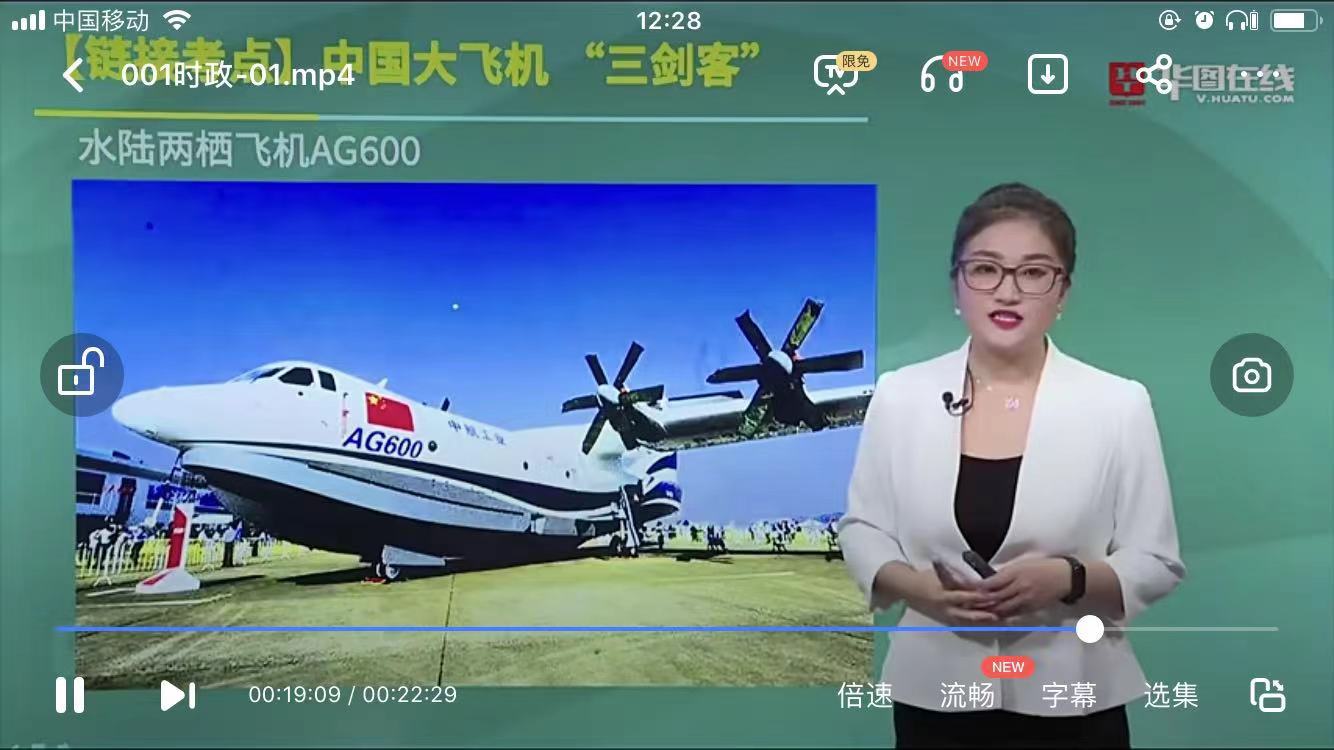 中国移动
12:28
【链接考点】中国大飞机 “三剑客”
001时政-01.mp4
限免
NEW
华图在线
V.HUATU.COM
水陆两栖飞机AG600
中航工业
AG600
00:19:09 / 00:22:29
倍速
流畅
NEW
字幕
选集